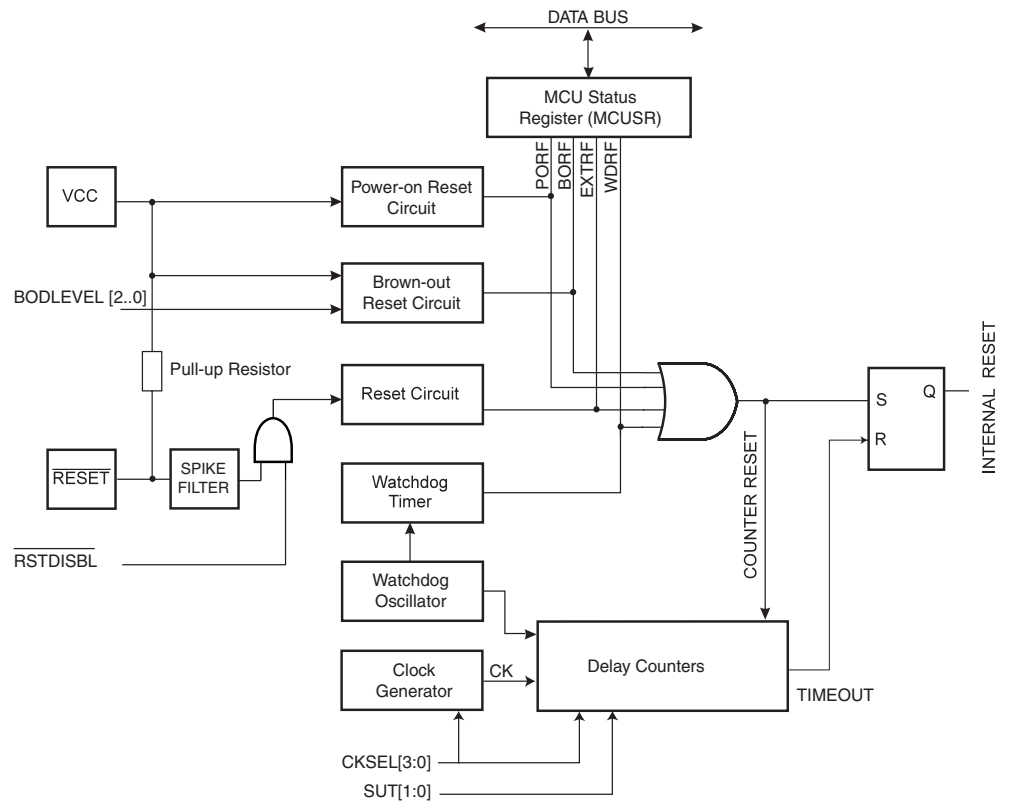 DATA BUS
MCU Status
Register (MCUSR)
PORF
BORF
EXTRF
WDRF
VCC
Power-on Reset
Circuit
Brown-out
Reset Circuit
BODLEVEL [2..0]
Pull-up Resistor
Reset Circuit
S
Q
R
INTERNAL RESET
RESET
SPIKE
FILTER
Watchdog
Timer
COUNTER RESET
RSTDISBL
Watchdog
Oscillator
Clock
Generator
CK
Delay Counters
TIMEOUT
CKSEL[3:0]
SUT[1:0]